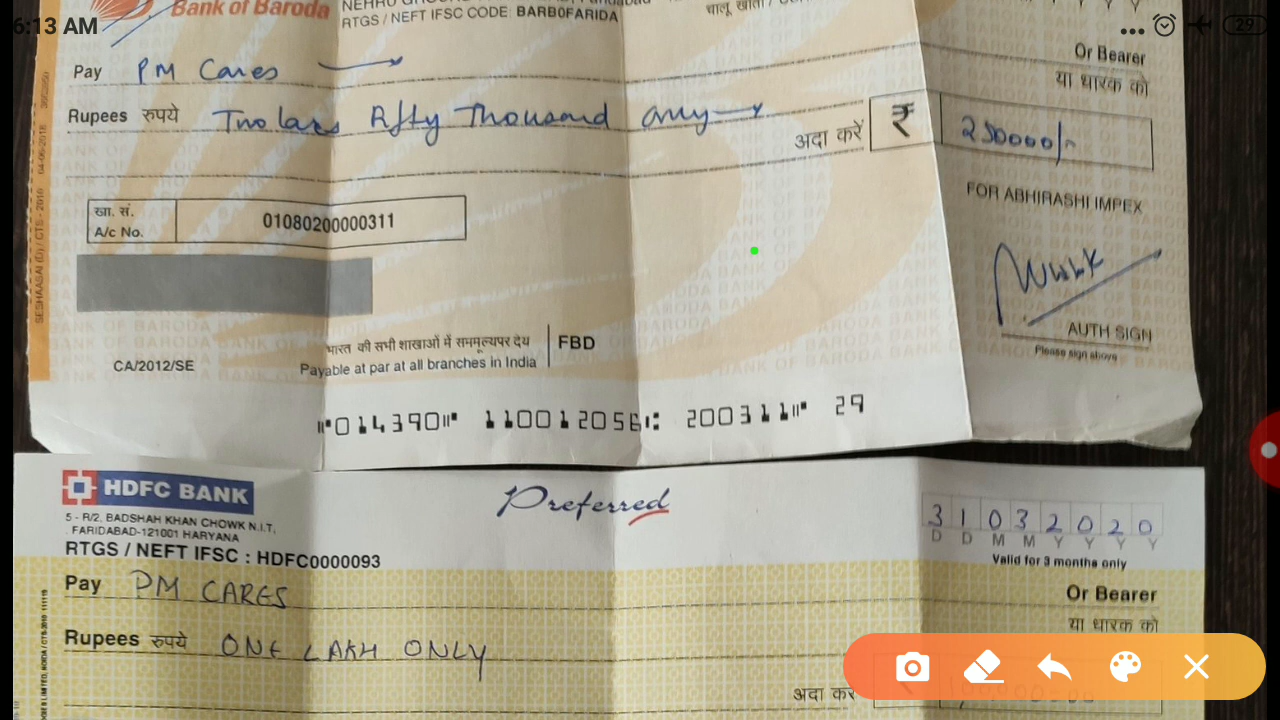 6:13 AM
29
Bank of Baroda
RTGS / NEFT IFSC CODE: BARB0FARIDA
Pay PM Cares
Or Bearer
या धारक को
Rupees रुपये Two lacs Fifty Thousand only
अदा करें ₹ 250000/-
FOR ABHIRASHI IMPEX
खा. सं.
A/c No. 01080200000311
AUTH SIGN
Please sign above
भारत की सभी शाखाओं में सममूल्यपर देय
Payable at par at all branches in India
FBD
CA/2012/SE
014390 110012056 200311 29
HDFC BANK
Preferred
5 - R/2, BADSHAH KHAN CHOWK N.I.T,
FARIDABAD-121001 HARYANA
RTGS / NEFT IFSC : HDFC0000093
31032020
D D M M Y Y Y Y
Valid for 3 months only
Pay PM CARES
Or Bearer
या धारक को
Rupees रुपये ONE LAKH ONLY
अदा करें